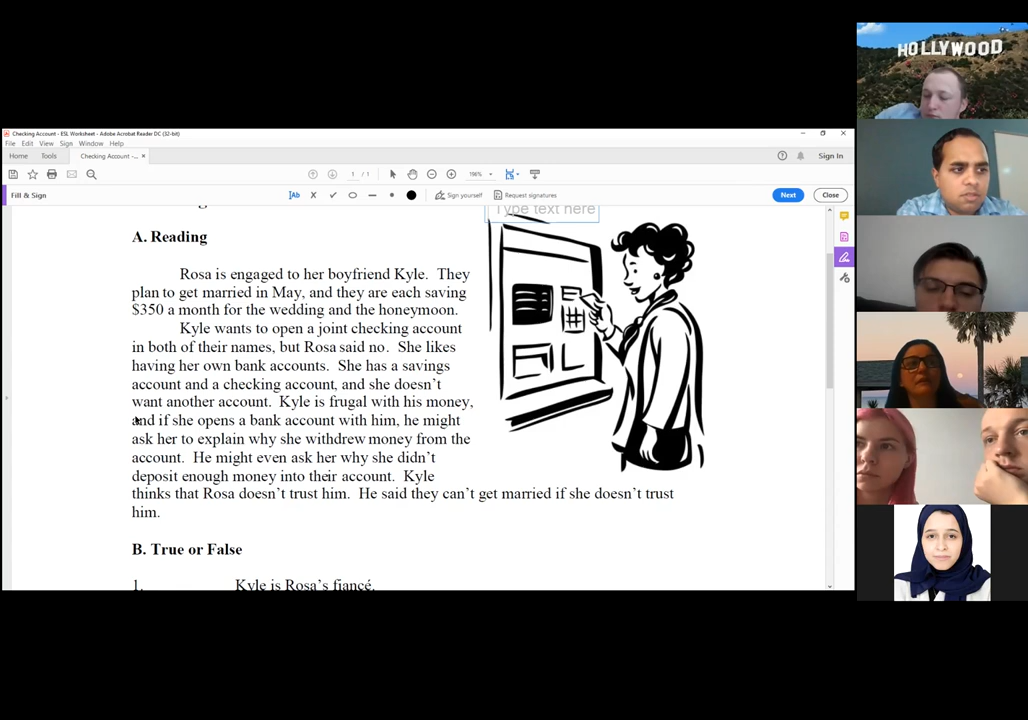 HOLLYWOOD
Checking Account - ESL Worksheet - Adobe Acrobat Reader DC (32-bit)
File Edit View Sign Window Help
Home Tools Checking Account -... × Sign In
1 / 1 196%
Fill & Sign Ab Sign yourself Request signatures Next Close
Type text here
A. Reading
Rosa is engaged to her boyfriend Kyle. They
plan to get married in May, and they are each saving
$350 a month for the wedding and the honeymoon.
Kyle wants to open a joint checking account
in both of their names, but Rosa said no. She likes
having her own bank accounts. She has a savings
account and a checking account, and she doesn't
want another account. Kyle is frugal with his money,
and if she opens a bank account with him, he might
ask her to explain why she withdrew money from the
account. He might even ask her why she didn't
deposit enough money into their account. Kyle
thinks that Rosa doesn't trust him. He said they can't get married if she doesn't trust
him.
B. True or False
1. Kyle is Rosa's fiancé.